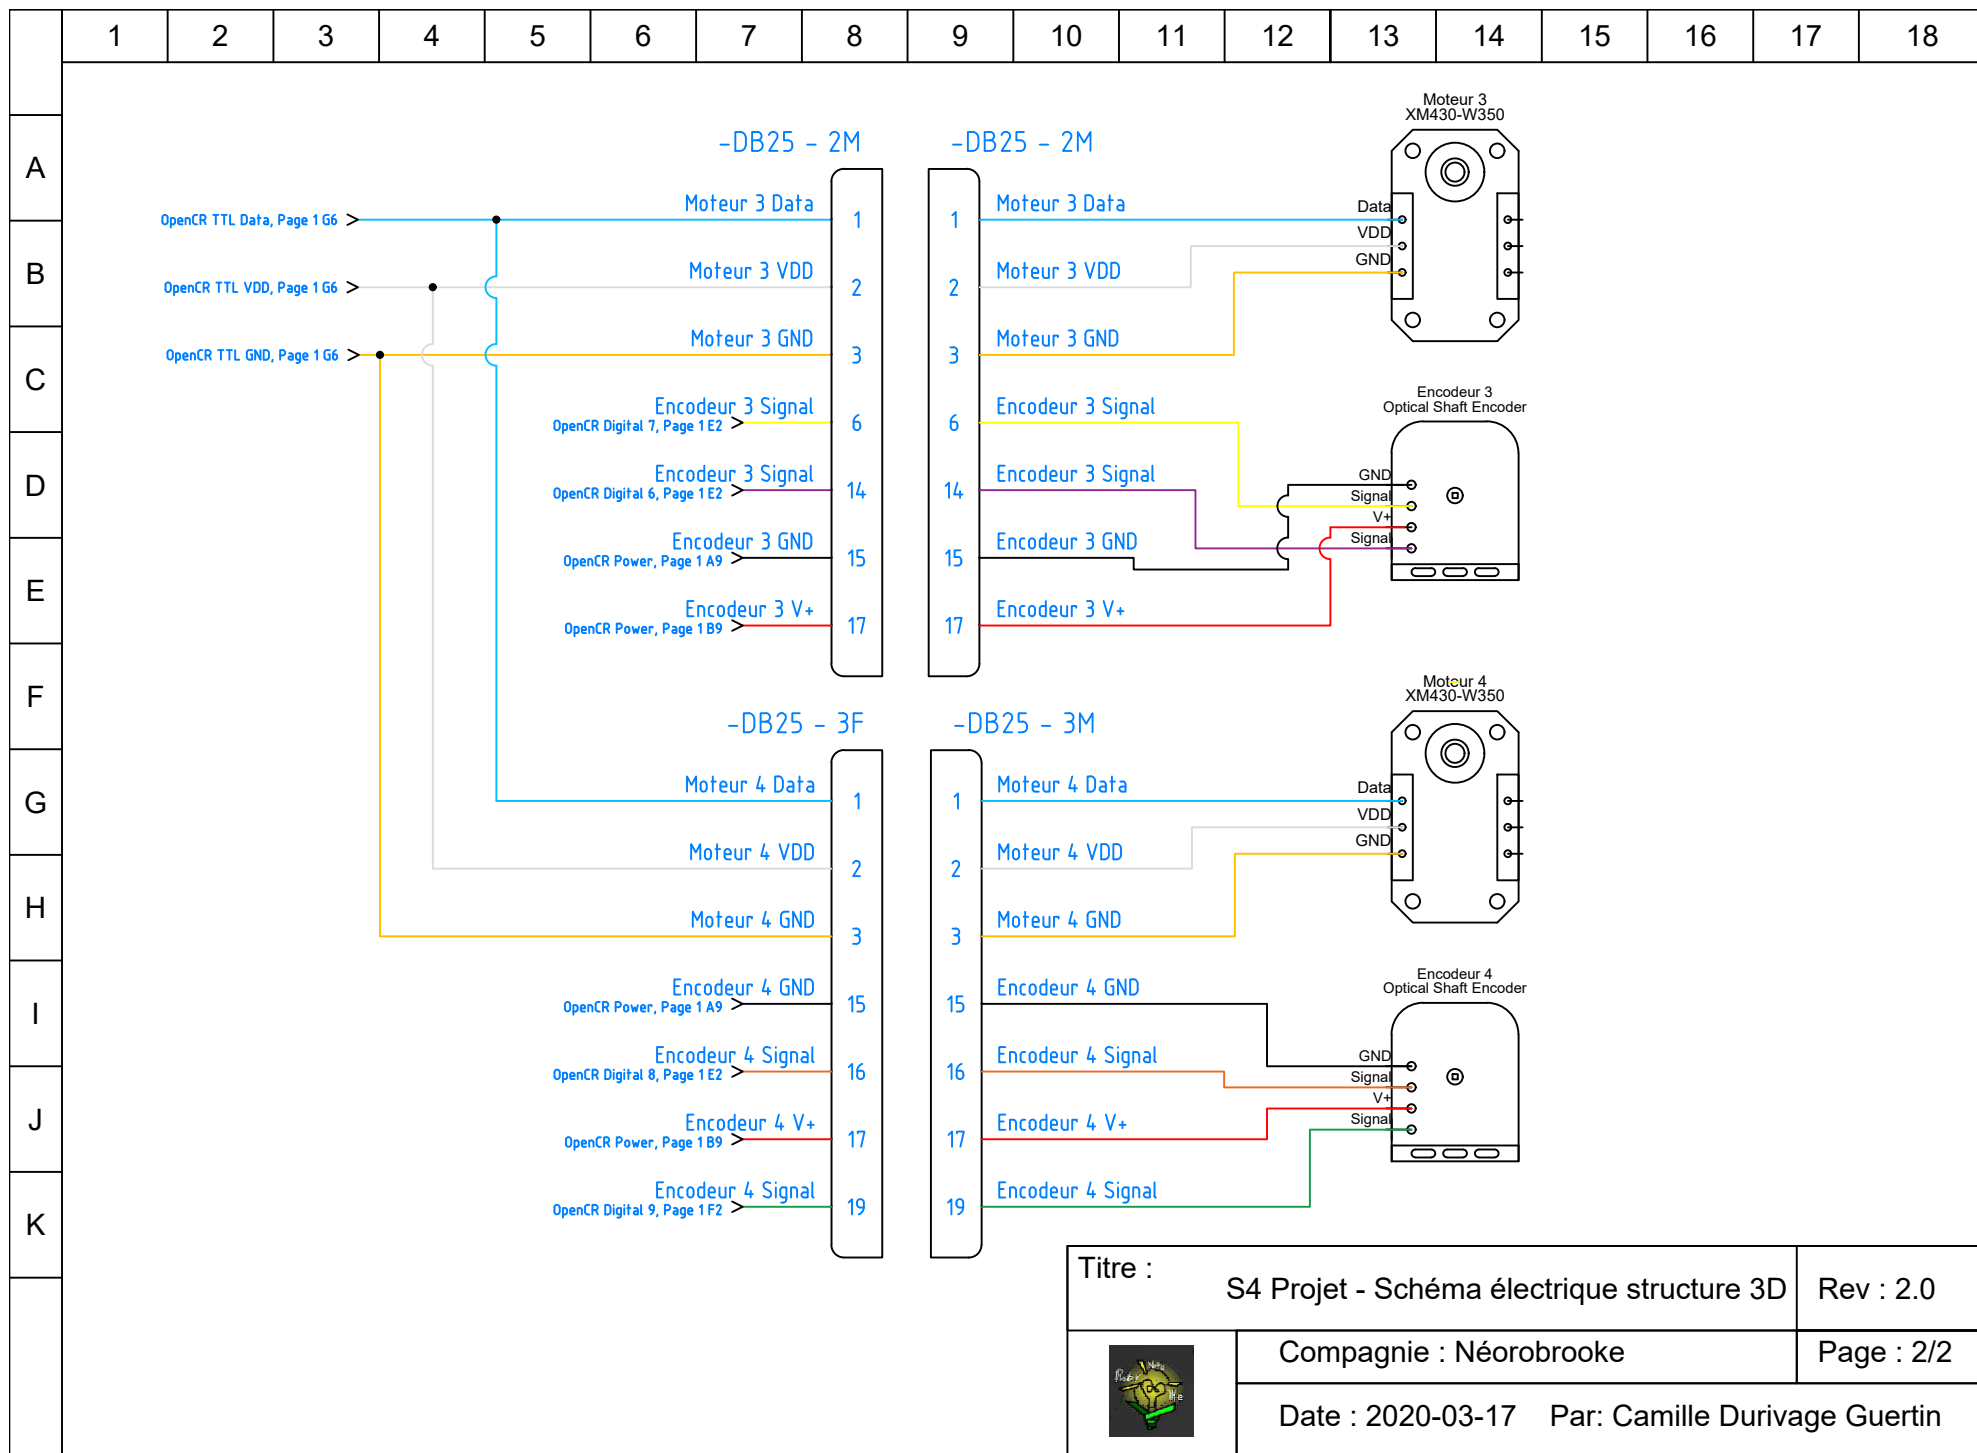 1 2 3 4 5 6 7 8 9 10 11 12 13 14 15 16 17 18
A
B
C
D
E
F
G
H
I
J
K
-DB25 - 2M
Moteur 3 Data
OpenCR TTL Data, Page 1 G6
1
Moteur 3 VDD
OpenCR TTL VDD, Page 1 G6
2
Moteur 3 GND
OpenCR TTL GND, Page 1 G6
3
Encodeur 3 Signal
OpenCR Digital 7, Page 1 E2
6
Encodeur 3 Signal
OpenCR Digital 6, Page 1 E2
14
Encodeur 3 GND
OpenCR Power, Page 1 A9
15
Encodeur 3 V+
OpenCR Power, Page 1 B9
17
-DB25 - 2M
1
Moteur 3 Data
2
Moteur 3 VDD
3
Moteur 3 GND
6
Encodeur 3 Signal
14
Encodeur 3 Signal
15
Encodeur 3 GND
17
Encodeur 3 V+
Moteur 3
XM430-W350
Data
VDD
GND
Encodeur 3
Optical Shaft Encoder
GND
Signal
V+
Signal
-DB25 - 3F
Moteur 4 Data
1
Moteur 4 VDD
2
Moteur 4 GND
3
Encodeur 4 GND
OpenCR Power, Page 1 A9
15
Encodeur 4 Signal
OpenCR Digital 8, Page 1 E2
16
Encodeur 4 V+
OpenCR Power, Page 1 B9
17
Encodeur 4 Signal
OpenCR Digital 9, Page 1 F2
19
-DB25 - 3M
1
Moteur 4 Data
2
Moteur 4 VDD
3
Moteur 4 GND
15
Encodeur 4 GND
16
Encodeur 4 Signal
17
Encodeur 4 V+
19
Encodeur 4 Signal
Moteur 4
XM430-W350
Data
VDD
GND
Encodeur 4
Optical Shaft Encoder
GND
Signal
V+
Signal
Titre :
S4 Projet - Schéma électrique structure 3D
Rev : 2.0
Compagnie : Néorobrooke
Page : 2/2
Date : 2020-03-17 Par: Camille Durivage Guertin